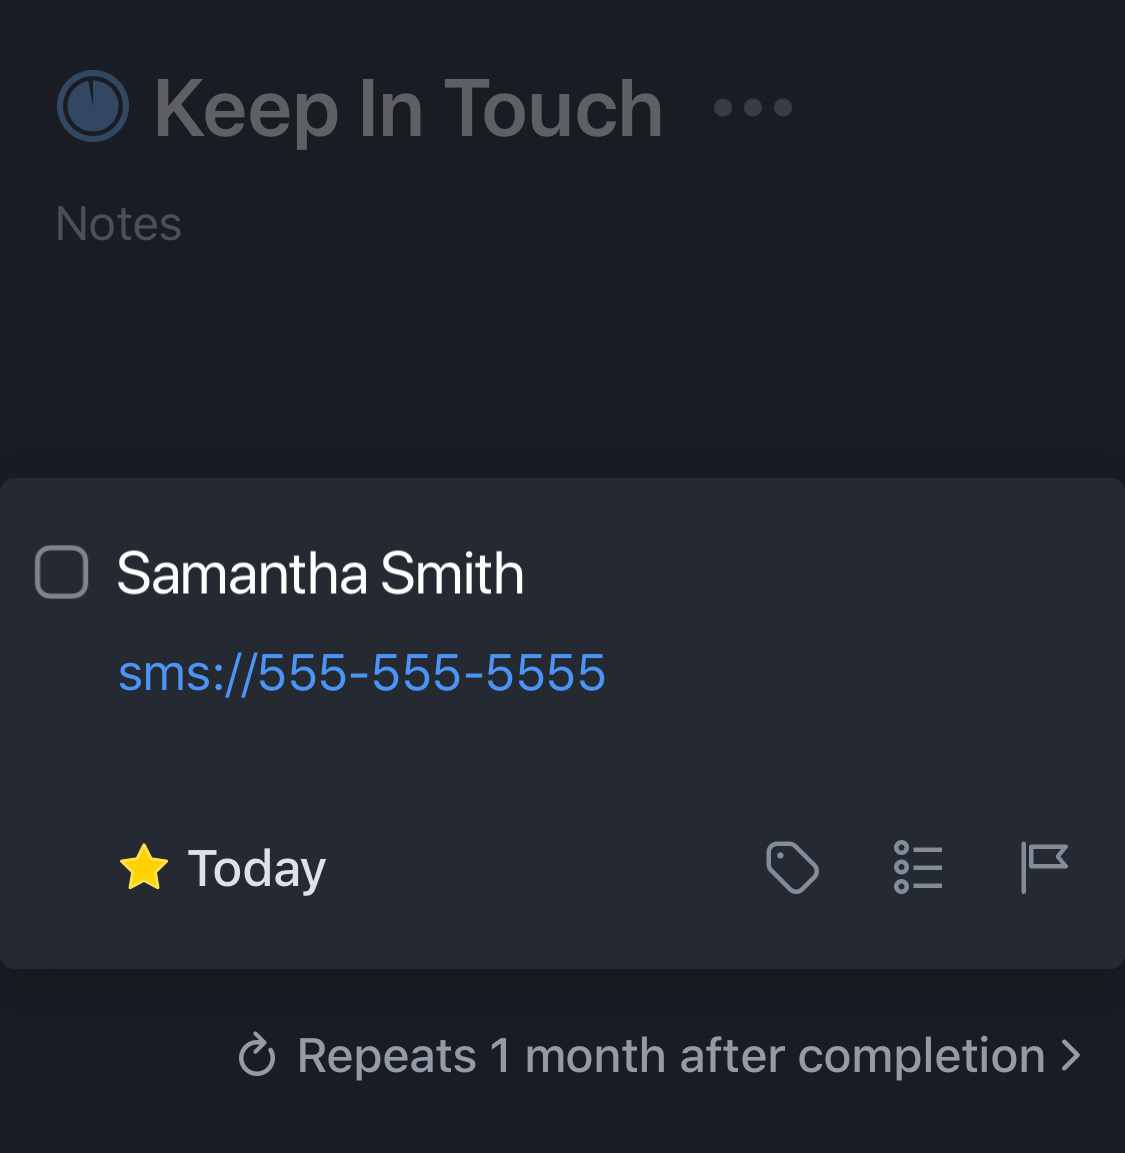 Keep In Touch
Notes
Samantha Smith
sms://555-555-5555
Today
Repeats 1 month after completion